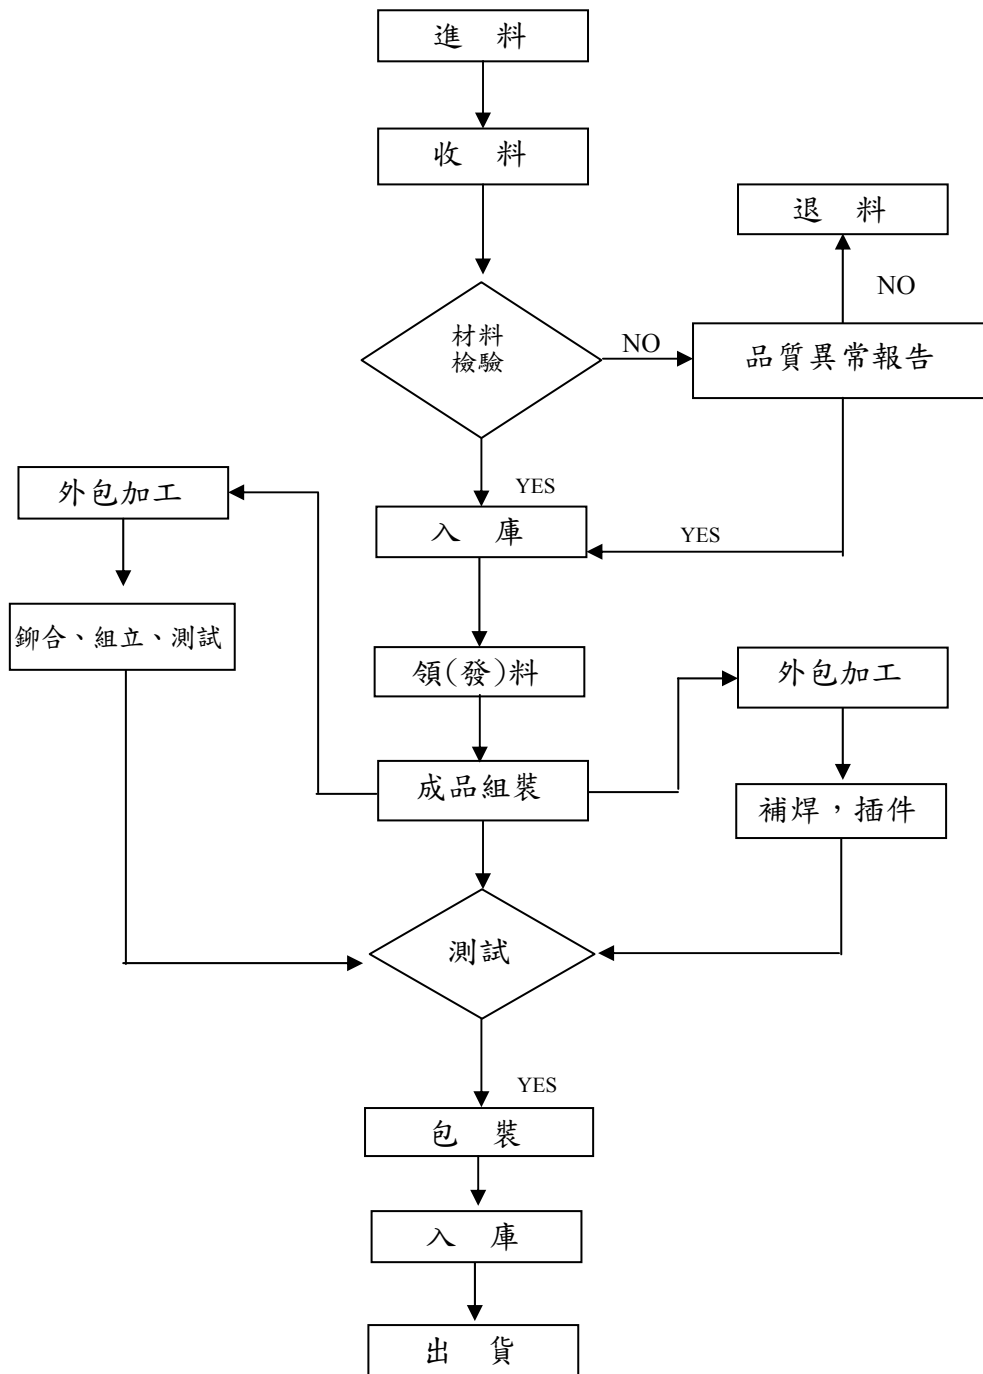 進 料
收 料
退 料
NO
材料
檢驗
NO
品質異常報告
YES
外包加工
入 庫
YES
鉚合、組立、測試
領(發)料
外包加工
成品組裝
補焊，插件
測試
YES
包 裝
入 庫
出 貨